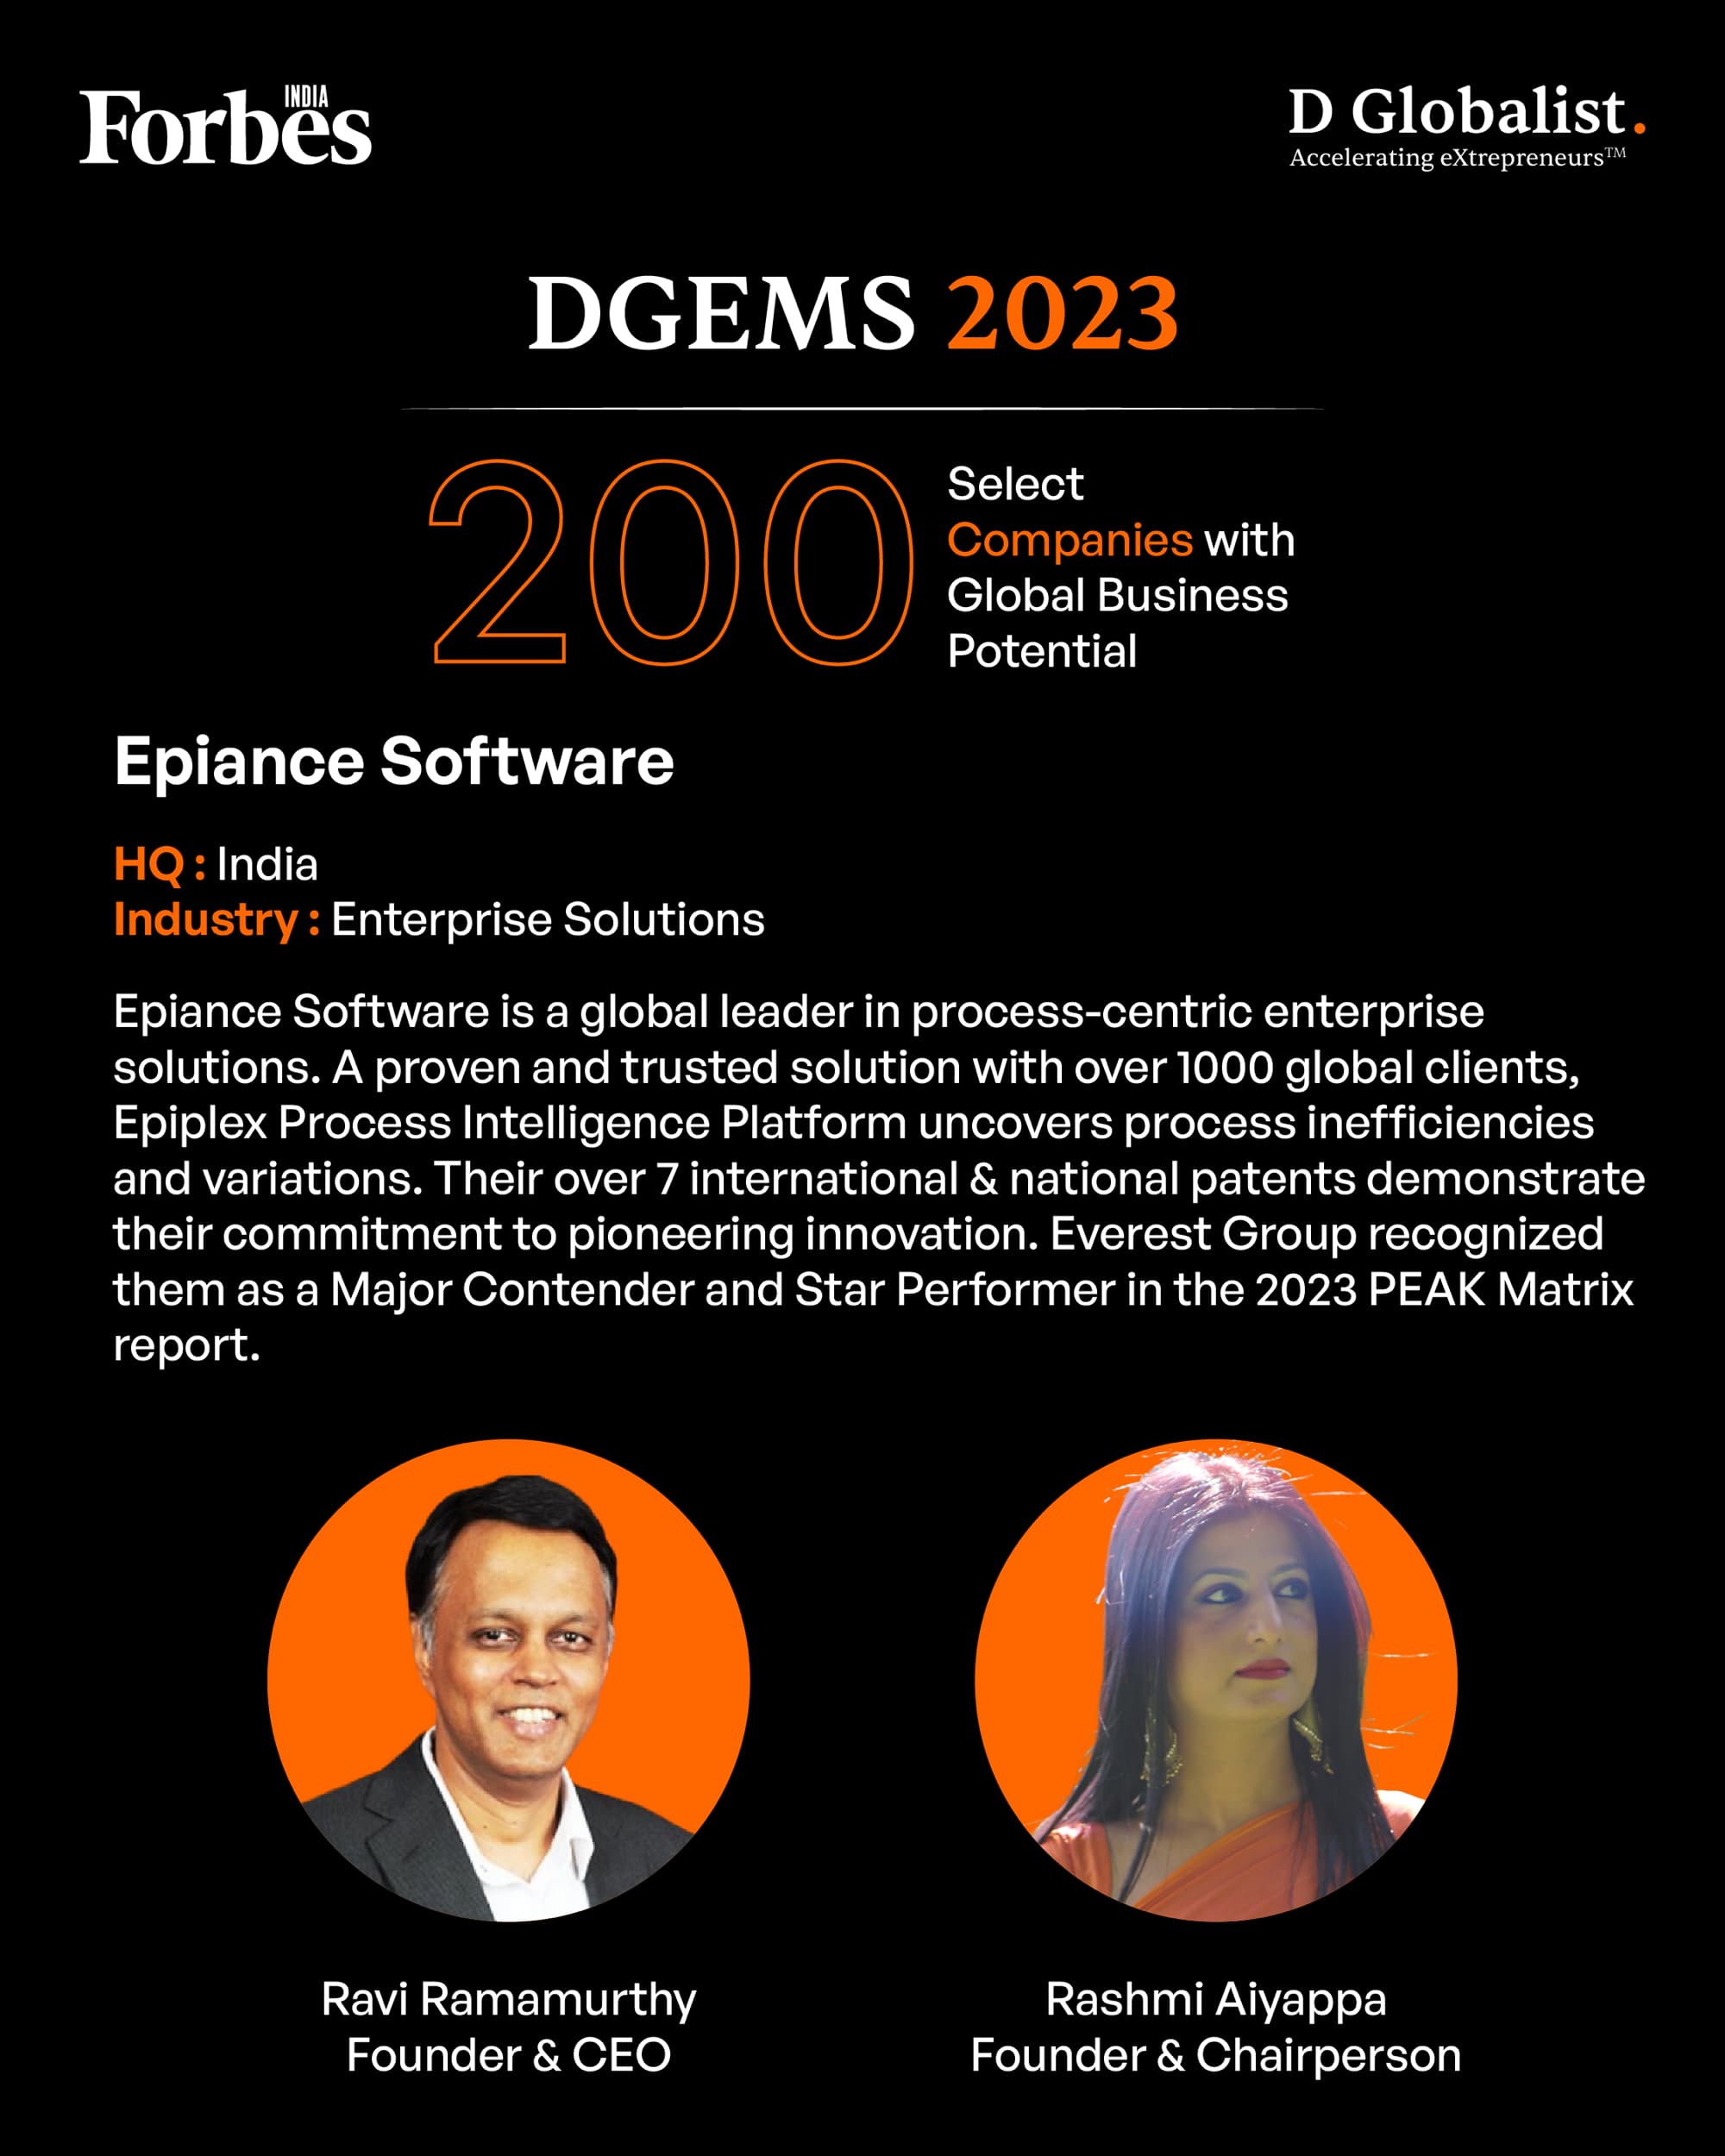 Forbes INDIA
D Globalist.
Accelerating eXtrepreneurs™
DGEMS 2023
200
Select
Companies with
Global Business
Potential
Epiance Software
HQ : India
Industry : Enterprise Solutions
Epiance Software is a global leader in process-centric enterprise
solutions. A proven and trusted solution with over 1000 global clients,
Epiplex Process Intelligence Platform uncovers process inefficiencies
and variations. Their over 7 international & national patents demonstrate
their commitment to pioneering innovation. Everest Group recognized
them as a Major Contender and Star Performer in the 2023 PEAK Matrix
report.
Ravi Ramamurthy
Founder & CEO
Rashmi Aiyappa
Founder & Chairperson